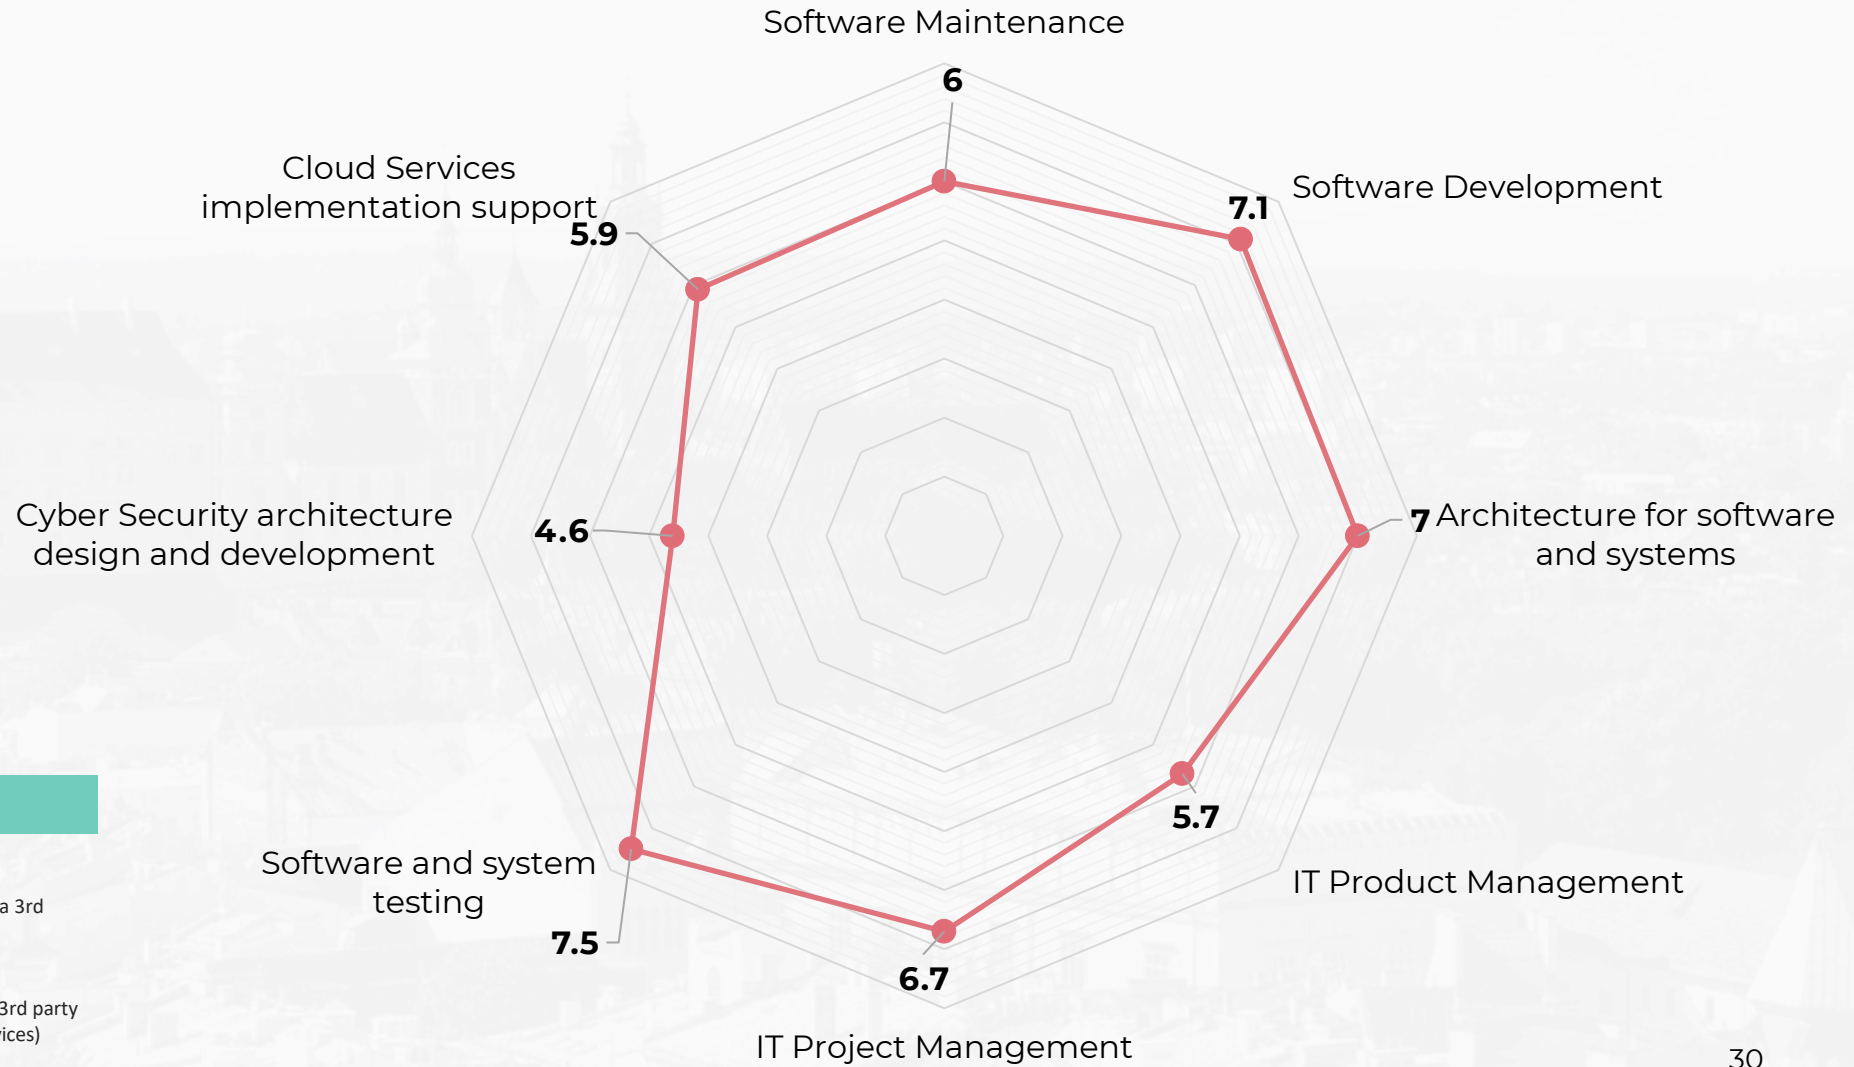 Software Maintenance
6
Cloud Services
implementation support
5.9
Software Development
7.1
Cyber Security architecture
design and development
4.6
7
Architecture for software
and systems
5.7
Software and system
testing
7.5
IT Product Management
6.7
IT Project Management
a 3rd
3rd party
ices)
30